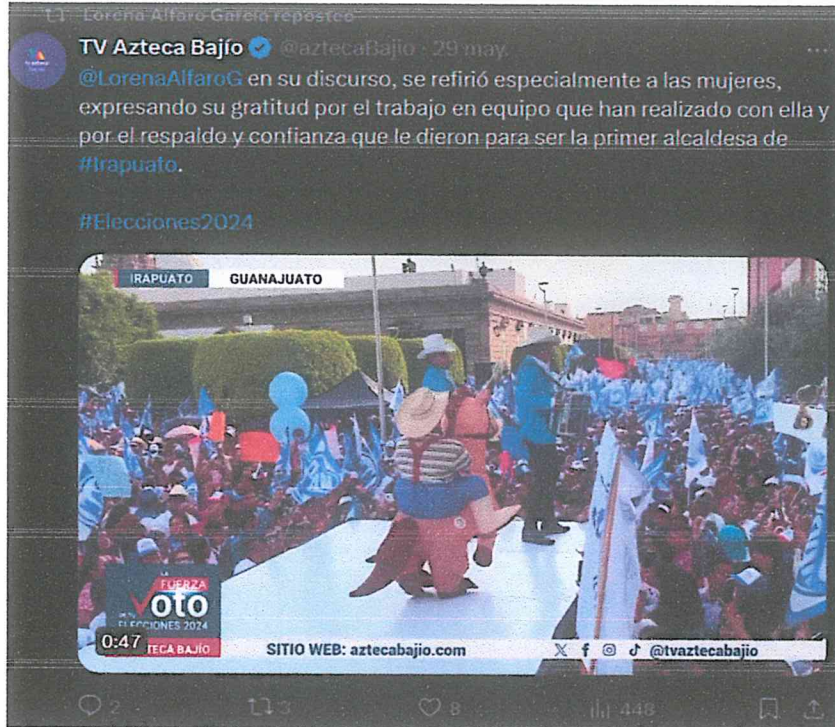 Lorena Alfaro García reposteó
TV Azteca Bajío @aztecaBajio · 29 may.
@LorenaAlfaroG en su discurso, se refirió especialmente a las mujeres,
expresando su gratitud por el trabajo en equipo que han realizado con ella y
por el respaldo y confianza que le dieron para ser la primer alcaldesa de
#Irapuato.
#Elecciones2024
IRAPUATO GUANAJUATO
FUERZA
Voto
ELECCIONES 2024
0:47 TECA BAJÍO
SITIO WEB: aztecabajio.com @tvaztecabajio
2 3 8 448